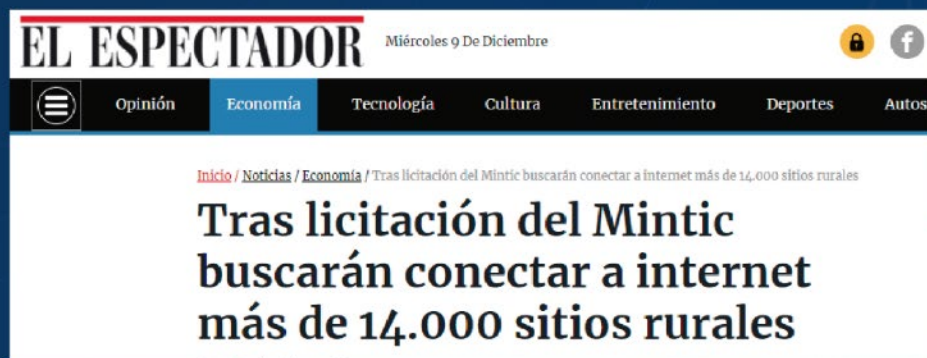 EL ESPECTADOR Miércoles 9 De Diciembre
Opinión Economía Tecnología Cultura Entretenimiento Deportes Autos
Inicio / Noticias / Economía / Tras licitación del Mintic buscarán conectar a internet más de 14.000 sitios rurales
Tras licitación del Mintic
buscarán conectar a internet
más de 14.000 sitios rurales